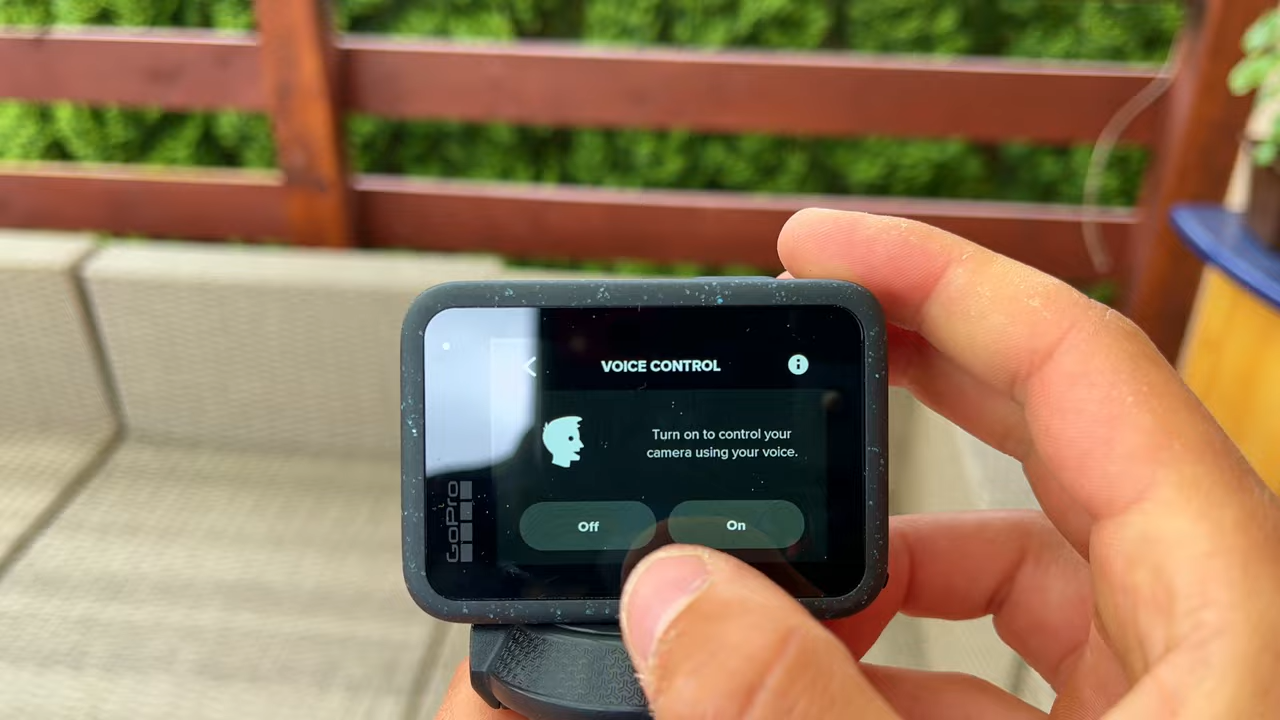 VOICE CONTROL
Turn on to control your
camera using your voice.
Off
On
GoPro